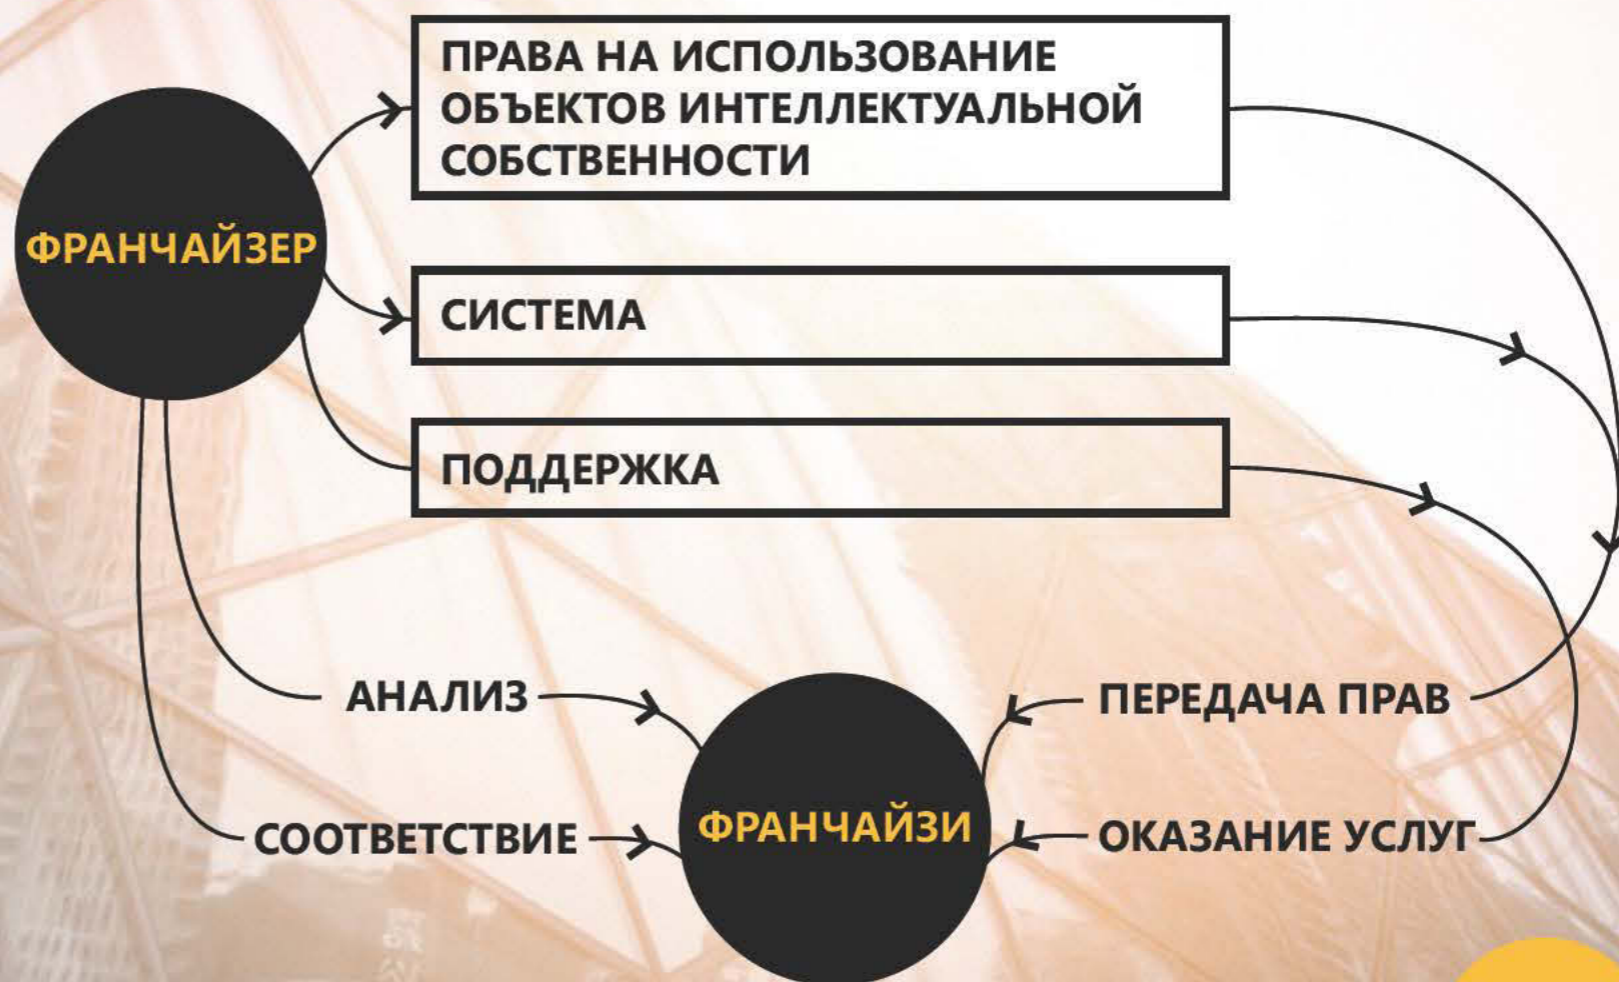 ПРАВА НА ИСПОЛЬЗОВАНИЕ
ОБЪЕКТОВ ИНТЕЛЛЕКТУАЛЬНОЙ
СОБСТВЕННОСТИ
ФРАНЧАЙЗЕР
СИСТЕМА
ПОДДЕРЖКА
АНАЛИЗ
ПЕРЕДАЧА ПРАВ
СООТВЕТСТВИЕ
ФРАНЧАЙЗИ
ОКАЗАНИЕ УСЛУГ